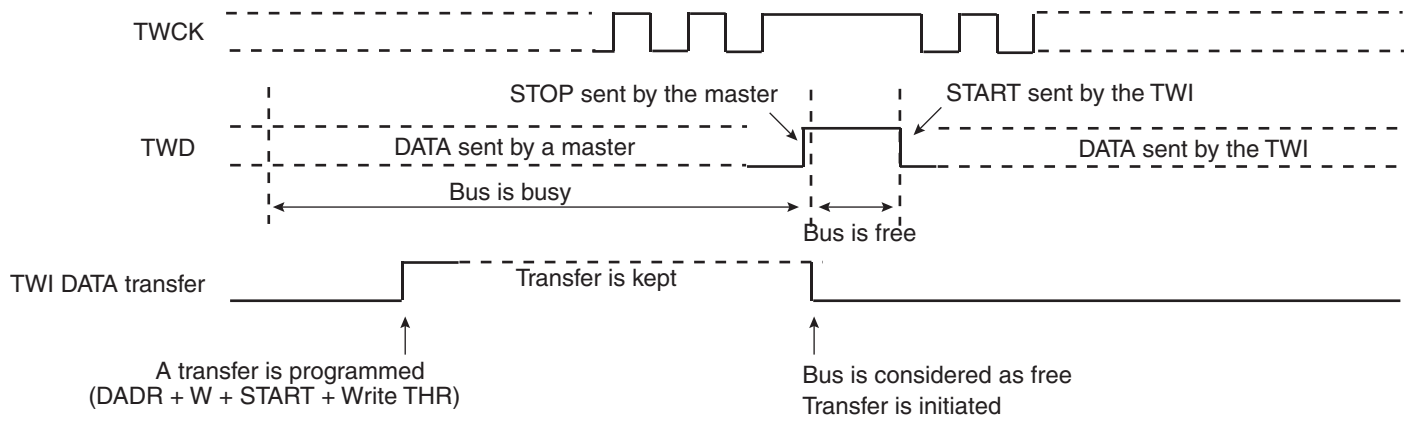 TWCK
STOP sent by the master
START sent by the TWI
TWD
DATA sent by a master
DATA sent by the TWI
Bus is busy
Bus is free
TWI DATA transfer
Transfer is kept
A transfer is programmed
(DADR + W + START + Write THR)
Bus is considered as free
Transfer is initiated